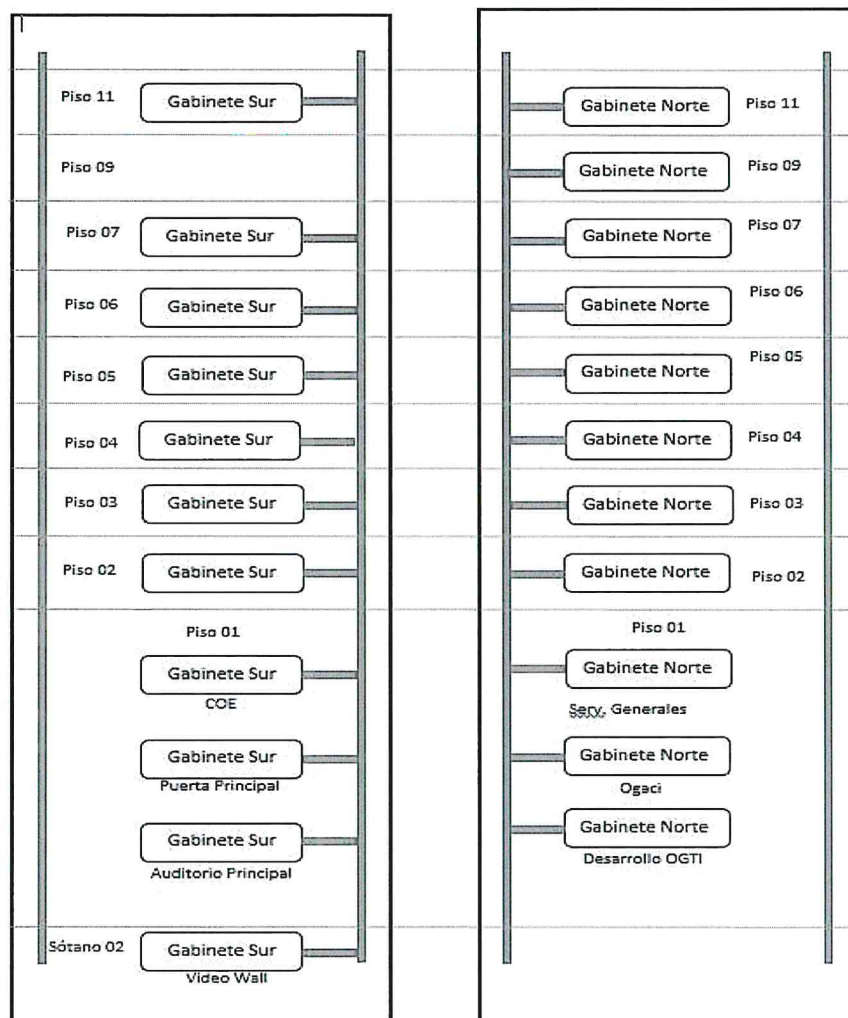 Piso 11
Gabinete Sur
Piso 09
Piso 07
Gabinete Sur
Piso 06
Gabinete Sur
Piso 05
Gabinete Sur
Piso 04
Gabinete Sur
Piso 03
Gabinete Sur
Piso 02
Gabinete Sur
Piso 01
Gabinete Sur
COE
Gabinete Sur
Puerta Principal
Gabinete Sur
Auditorio Principal
Sótano 02
Gabinete Sur
Video Wall
Gabinete Norte
Piso 11
Gabinete Norte
Piso 09
Gabinete Norte
Piso 07
Gabinete Norte
Piso 06
Gabinete Norte
Piso 05
Gabinete Norte
Piso 04
Gabinete Norte
Piso 03
Gabinete Norte
Piso 02
Piso 01
Gabinete Norte
Serv. Generales
Gabinete Norte
Ogaci
Gabinete Norte
Desarrollo OGTI